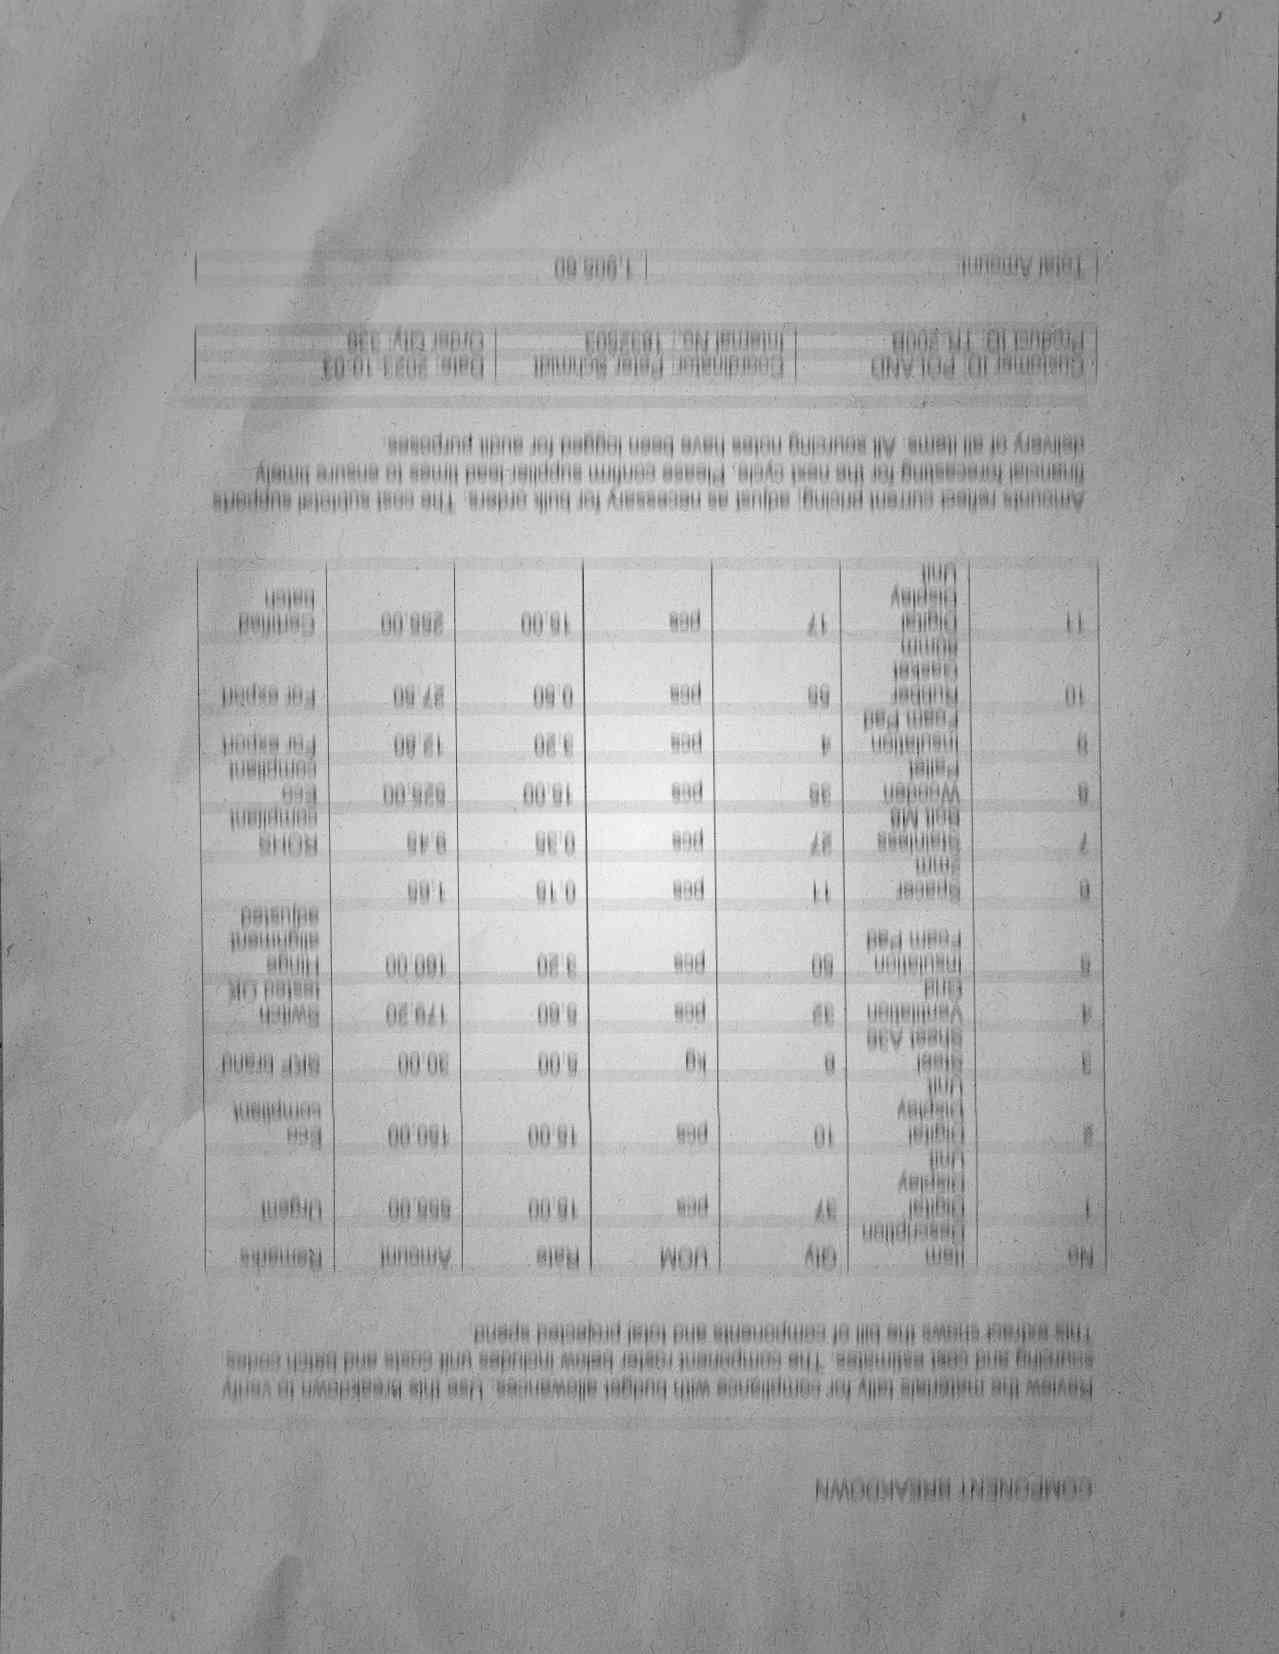 COMPONENT BREAKDOWN
Review the materials tally for compliance with budget allowances. Use this breakdown to verify
sourcing and cost estimates. The component roster below includes unit costs and batch codes.
This extract shows the bill of components and total projected spend.
No Item Description Qty UOM Rate Amount Remarks
1 Digital Display Unit 37 pcs 15.00 555.00 Urgent
2 Digital Display Unit 10 pcs 15.00 150.00 Eco compliant
3 Steel Sheet A36 6 kg 5.00 30.00 SKF brand
4 Ventilation Grid 32 pcs 5.60 179.20 Switch tested OK
5 Insulation Foam Pad 50 pcs 3.20 160.00 Hinge alignment adjusted
6 Spacer 11 pcs 0.15 1.65
7 Stainless Bolt M8 27 pcs 0.35 9.45 ROHS compliant
8 Wooden Pallet 35 pcs 15.00 525.00 Eco compliant
9 Insulation Foam Pad 4 pcs 3.20 12.80 For export
10 Rubber Gasket 55 pcs 0.50 27.50 For export
11 Digital Display Unit 17 pcs 15.00 255.00 Certified batch
Amounts reflect current pricing; adjust as necessary for bulk orders. The cost subtotal supports
financial forecasting for the next cycle. Please confirm supplier lead times to ensure timely
delivery of all items. All sourcing notes have been logged for audit purposes.
Customer ID: POLAND Coordinator: Peter Schmidt Date:
Product ID: Internal No.: Order Qty:
Total Amount: 1,905.60